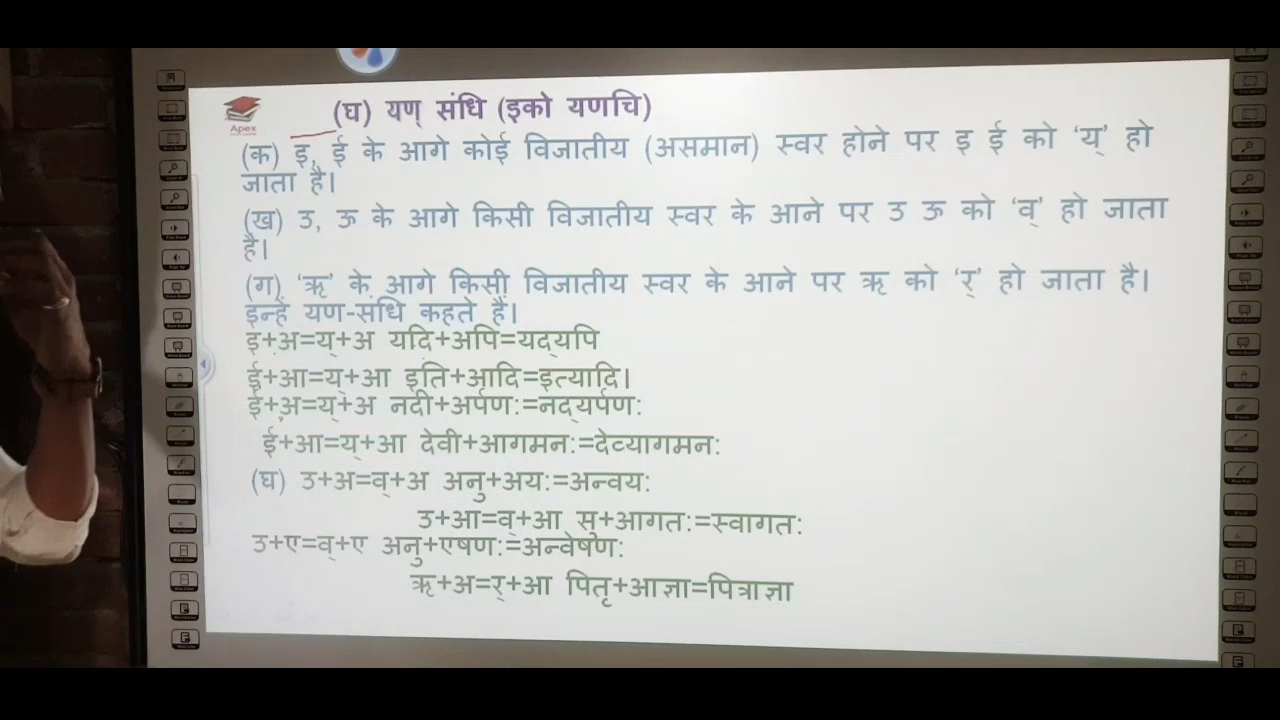 Apex
(घ) यण् संधि (इको यणचि)
(क) इ, ई के आगे कोई विजातीय (असमान) स्वर होने पर इ ई को ‘य्’ हो
जाता है।
(ख) उ, ऊ के आगे किसी विजातीय स्वर के आने पर उ ऊ को ‘व्’ हो जाता
है।
(ग) ‘ऋ’ के आगे किसी विजातीय स्वर के आने पर ऋ को ‘र्’ हो जाता है।
इन्हें यण-संधि कहते हैं।
इ+अ=य्+अ यदि+अपि=यद्‌यपि
ई+आ=य्+आ इति+आदि=इत्यादि।
ई+अ=य्+अ नदी+अर्पण:=नद्‌यर्पण:
ई+आ=य्+आ देवी+आगमन:=देव्यागमन:
(घ) उ+अ=व्+अ अनु+अय:=अन्वय:
उ+आ=व्+आ सु+आगत:=स्वागत:
उ+ए=व्+ए अनु+एषण:=अन्वेषण:
ऋ+अ=र्+आ पितृ+आज्ञा=पित्राज्ञा